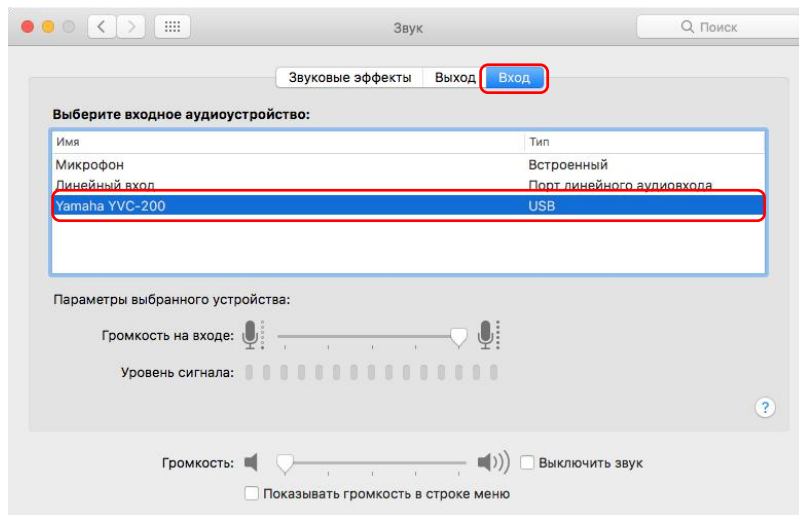 Звук
Поиск
Звуковые эффекты Выход Вход
Выберите входное аудиоустройство:
Имя Тип
Микрофон Встроенный
Линейный вход Порт линейного аудиовхода
Yamaha YVC-200 USB
Параметры выбранного устройства:
Громкость на входе:
Уровень сигнала:
?
Громкость: Выключить звук
Показывать громкость в строке меню